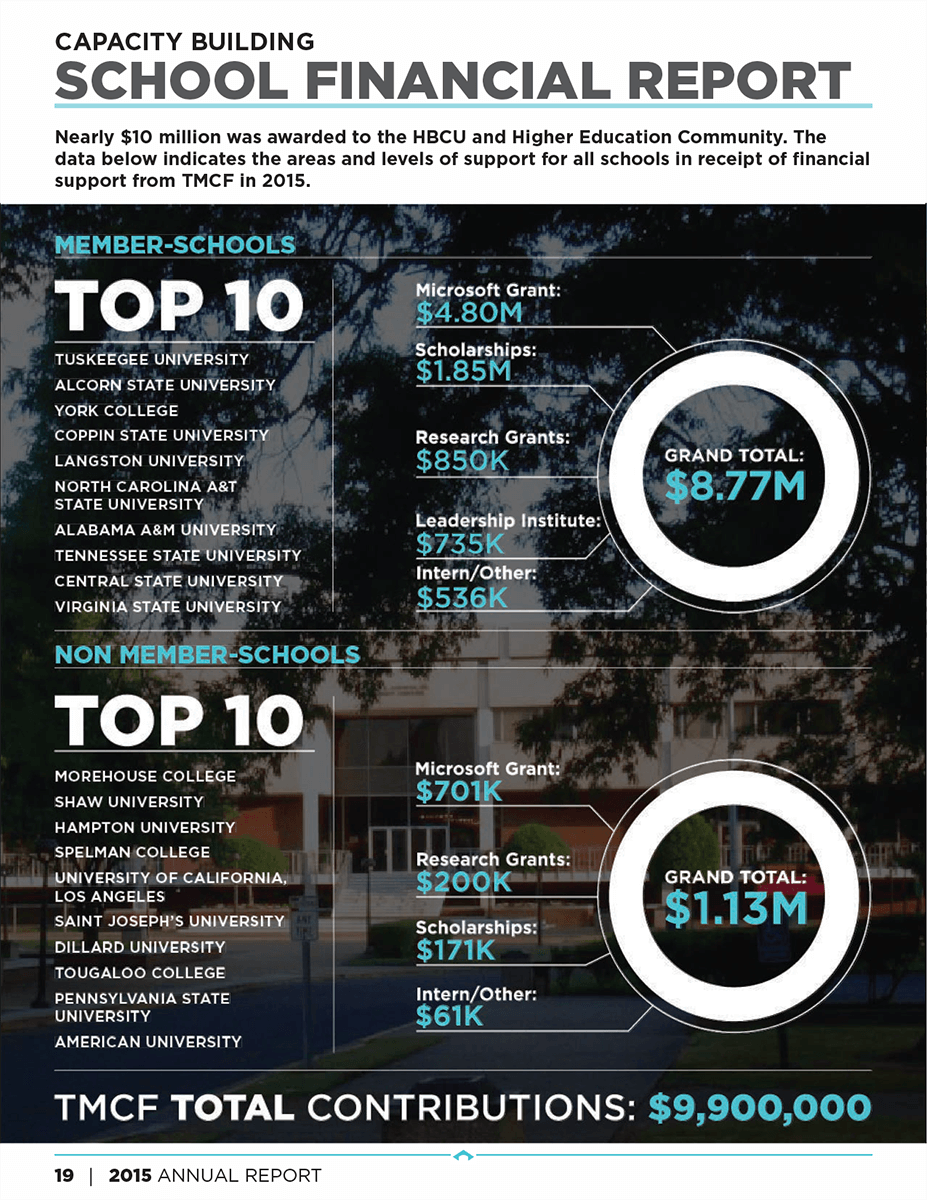 CAPACITY BUILDING
SCHOOL FINANCIAL REPORT
Nearly $10 million was awarded to the HBCU and Higher Education Community. The
data below indicates the areas and levels of support for all schools in receipt of financial
support from TMCF in 2015.
MEMBER-SCHOOLS
TOP 10
TUSKEEGEE UNIVERSITY
ALCORN STATE UNIVERSITY
YORK COLLEGE
COPPIN STATE UNIVERSITY
LANGSTON UNIVERSITY
NORTH CAROLINA A&T
STATE UNIVERSITY
ALABAMA A&M UNIVERSITY
TENNESSEE STATE UNIVERSITY
CENTRAL STATE UNIVERSITY
VIRGINIA STATE UNIVERSITY
Microsoft Grant:
$4.80M
Scholarships:
$1.85M
Research Grants:
$850K
Leadership Institute:
$735K
Intern/Other:
$536K
GRAND TOTAL:
$8.77M
NON MEMBER-SCHOOLS
TOP 10
MOREHOUSE COLLEGE
SHAW UNIVERSITY
HAMPTON UNIVERSITY
SPELMAN COLLEGE
UNIVERSITY OF CALIFORNIA,
LOS ANGELES
SAINT JOSEPH'S UNIVERSITY
DILLARD UNIVERSITY
TOUGALOO COLLEGE
PENNSYLVANIA STATE
UNIVERSITY
AMERICAN UNIVERSITY
Microsoft Grant:
$701K
Research Grants:
$200K
Scholarships:
$171K
Intern/Other:
$61K
GRAND TOTAL:
$1.13M
TMCF TOTAL CONTRIBUTIONS: $9,900,000
19 | 2015 ANNUAL REPORT